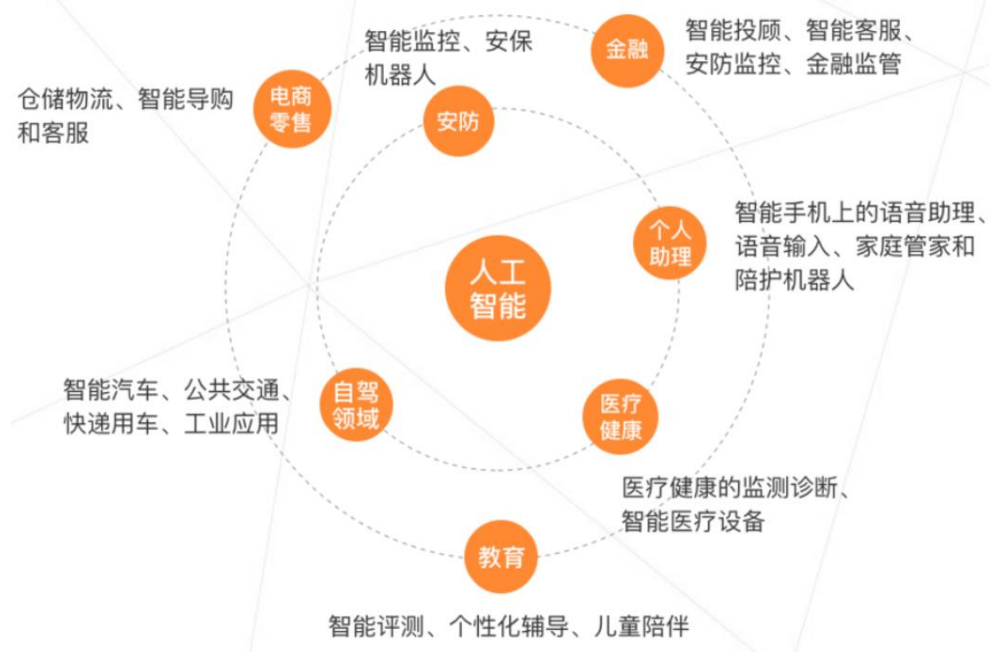 智能监控、安保
机器人
金融
智能投顾、智能客服、
安防监控、金融监管
仓储物流、智能导购
和客服
电商
零售
安防
个人
助理
智能手机上的语音助理、
语音输入、家庭管家和
陪护机器人
人工
智能
智能汽车、公共交通、
快递用车、工业应用
自驾
领域
医疗
健康
医疗健康的监测诊断、
智能医疗设备
教育
智能评测、个性化辅导、儿童陪伴